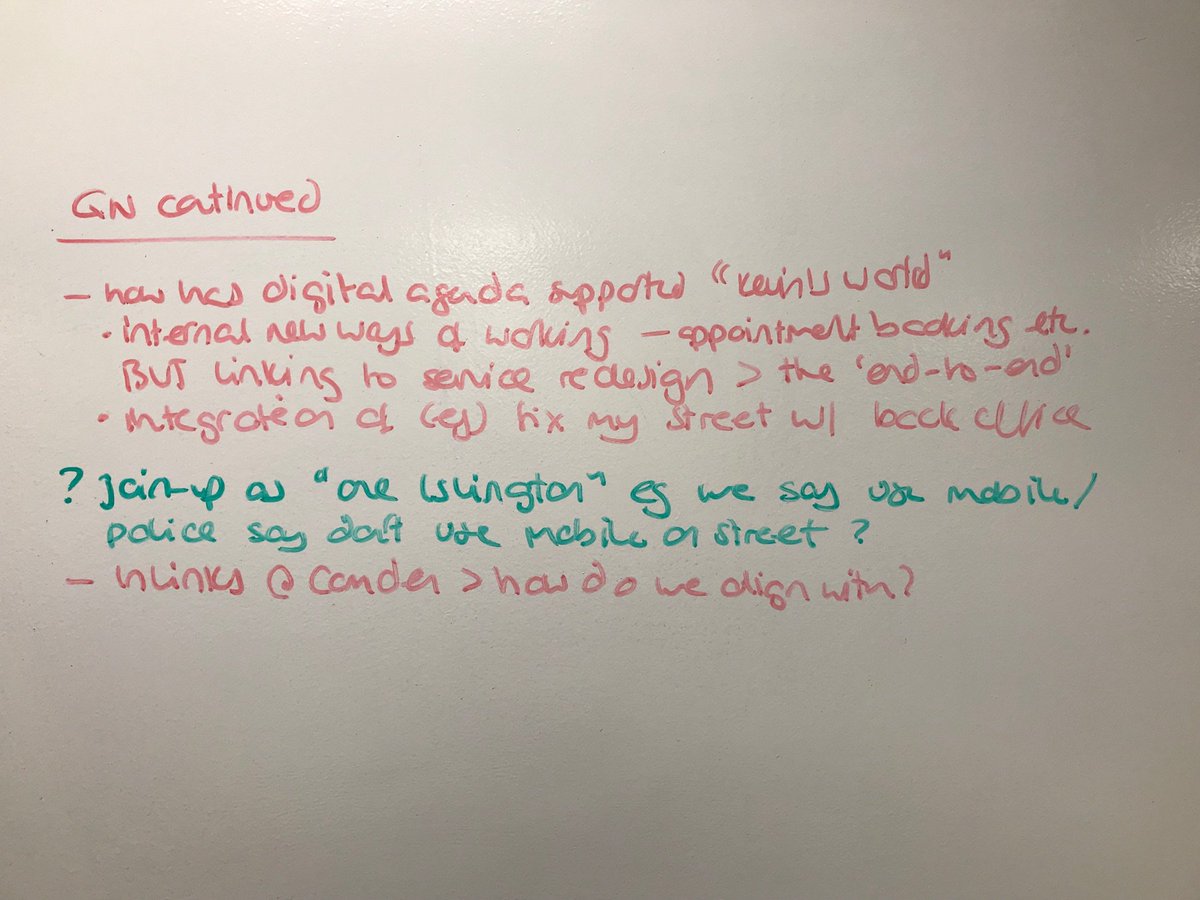 GN continued
- how has digital agenda supported "Kevin's world"
• internal new ways of working - appointment booking etc.
BUT linking to service redesign > the 'end-to-end'
• integration of (eg) fix my street w/ back office
? join-up as "one Islington" eg we say use mobile/
police say don't use mobile on street ?
- InLinks @ Camden > how do we align with?